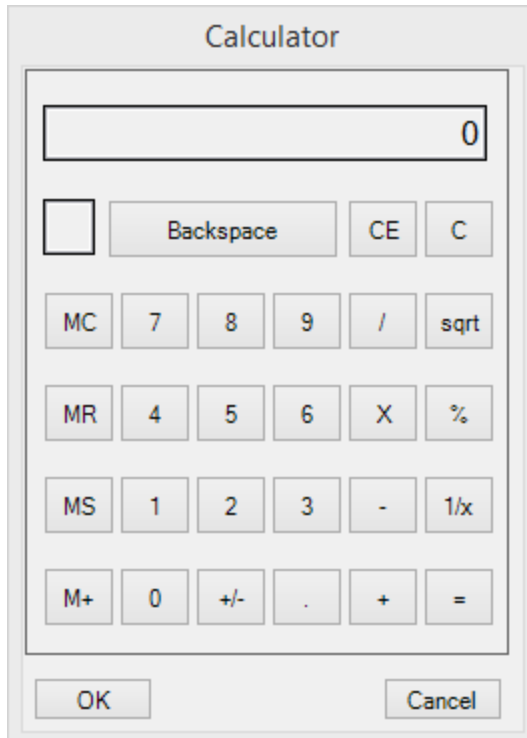 Calculator
0
Backspace CE C
MC 7 8 9 / sqrt
MR 4 5 6 X %
MS 1 2 3 - 1/x
M+ 0 +/- . + =
OK Cancel